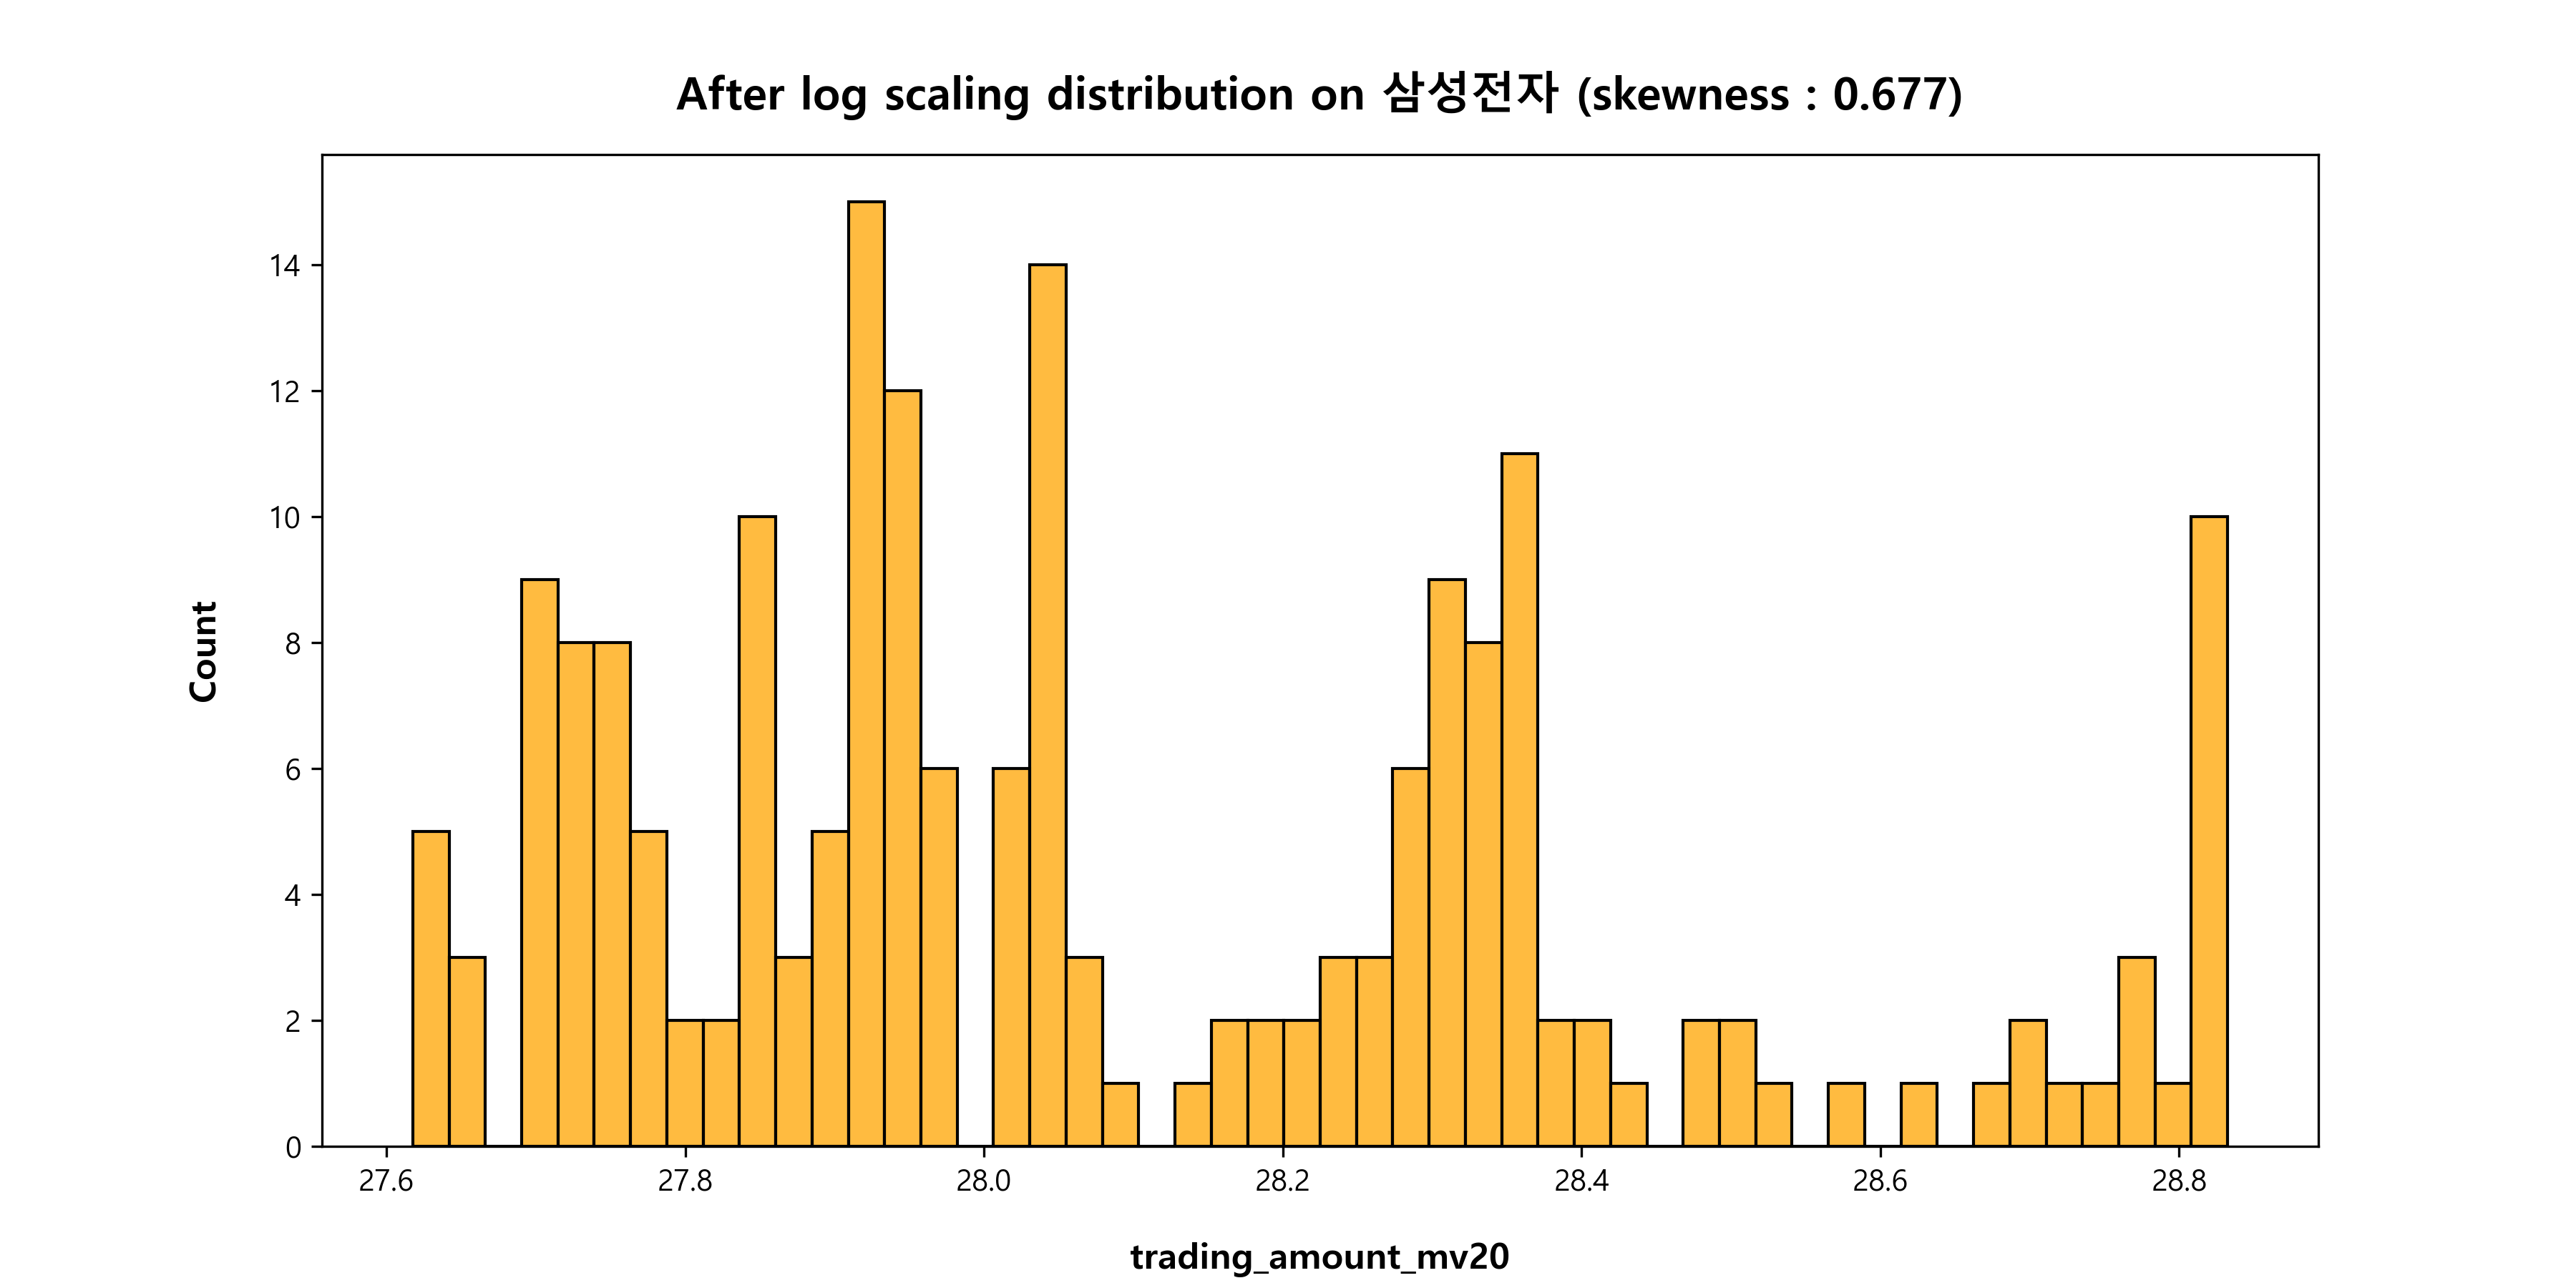 After log scaling distribution on 삼성전자 (skewness : 0.677)
14
12
10
8
6
4
2
0
Count
27.6 27.8 28.0 28.2 28.4 28.6 28.8
trading_amount_mv20